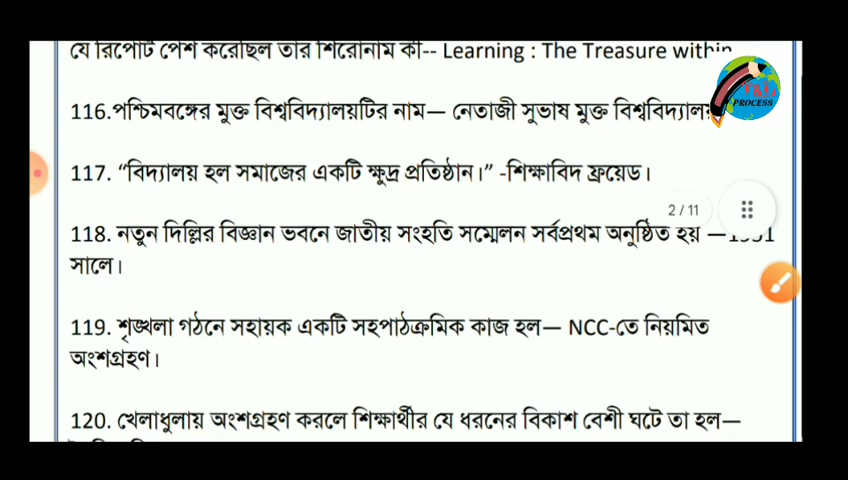 যে রিপোর্ট পেশ করেছিল তার শিরোনাম কী-- Learning : The Treasure within
116.পশ্চিমবঙ্গের মুক্ত বিশ্ববিদ্যালয়টির নাম— নেতাজী সুভাষ মুক্ত বিশ্ববিদ্যালয়
117. “বিদ্যালয় হল সমাজের একটি ক্ষুদ্র প্রতিষ্ঠান।” -শিক্ষাবিদ ফ্রয়েড।
2 / 11
118. নতুন দিল্লির বিজ্ঞান ভবনে জাতীয় সংহতি সম্মেলন সর্বপ্রথম অনুষ্ঠিত হয় —
সালে।
119. শৃঙ্খলা গঠনে সহায়ক একটি সহপাঠক্রমিক কাজ হল— NCC-তে নিয়মিত
অংশগ্রহণ।
120. খেলাধুলায় অংশগ্রহণ করলে শিক্ষার্থীর যে ধরনের বিকাশ বেশী ঘটে তা হল—
PROCESS